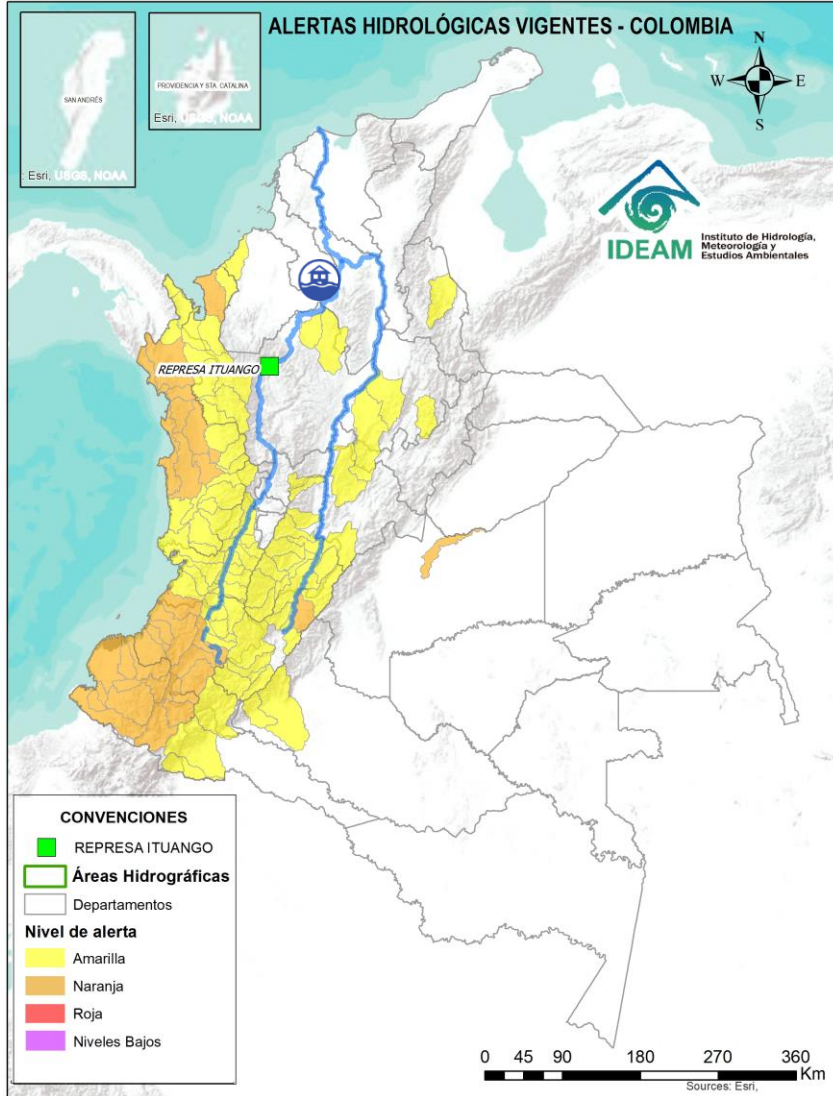 ALERTAS HIDROLÓGICAS VIGENTES - COLOMBIA
SAN ANDRÉS
Esri, USGS, NOAA
PROVIDENCIA Y STA. CATALINA
Esri, USGS, NOAA
N
W
E
S
IDEAM
Instituto de Hidrología,
Meteorología y
Estudios Ambientales
REPRESA ITUANGO
CONVENCIONES
REPRESA ITUANGO
Áreas Hidrográficas
Departamentos
Nivel de alerta
Amarilla
Naranja
Roja
Niveles Bajos
0 45 90 180 270 360
Km
Sources: Esri,